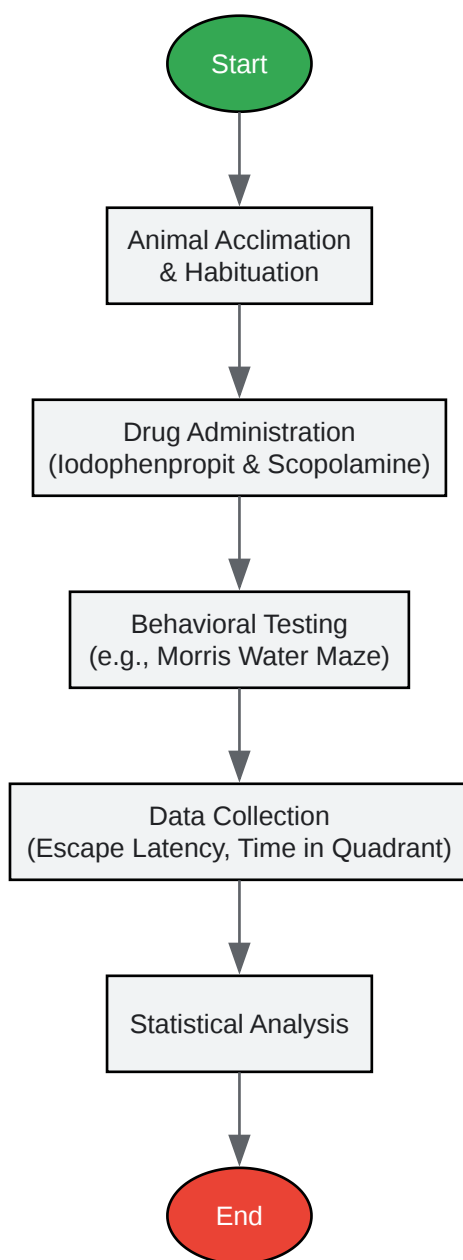 Start
Animal Acclimation
& Habituation
Drug Administration
(Iodophenpropit & Scopolamine)
Behavioral Testing
(e.g., Morris Water Maze)
Data Collection
(Escape Latency, Time in Quadrant)
Statistical Analysis
End